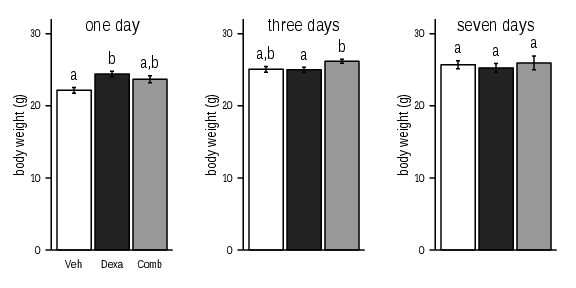 one day
three days
seven days
body weight (g)
30
20
10
0
a
b
a,b
Veh
Dexa
Comb
body weight (g)
30
20
10
0
a,b
a
b
body weight (g)
30
20
10
0
a
a
a